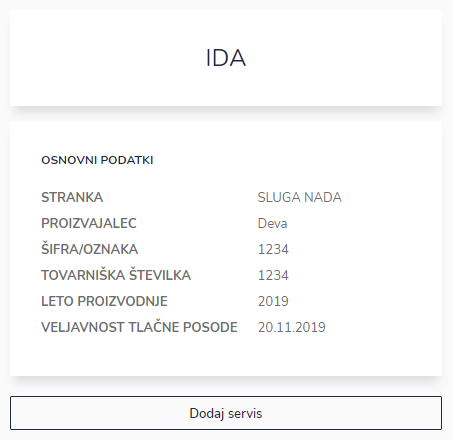 IDA
OSNOVNI PODATKI
STRANKA SLUGA NADA
PROIZVAJALEC Deva
ŠIFRA/OZNAKA 1234
TOVARNIŠKA ŠTEVILKA 1234
LETO PROIZVODNJE 2019
VELJAVNOST TLAČNE POSODE 20.11.2019
Dodaj servis